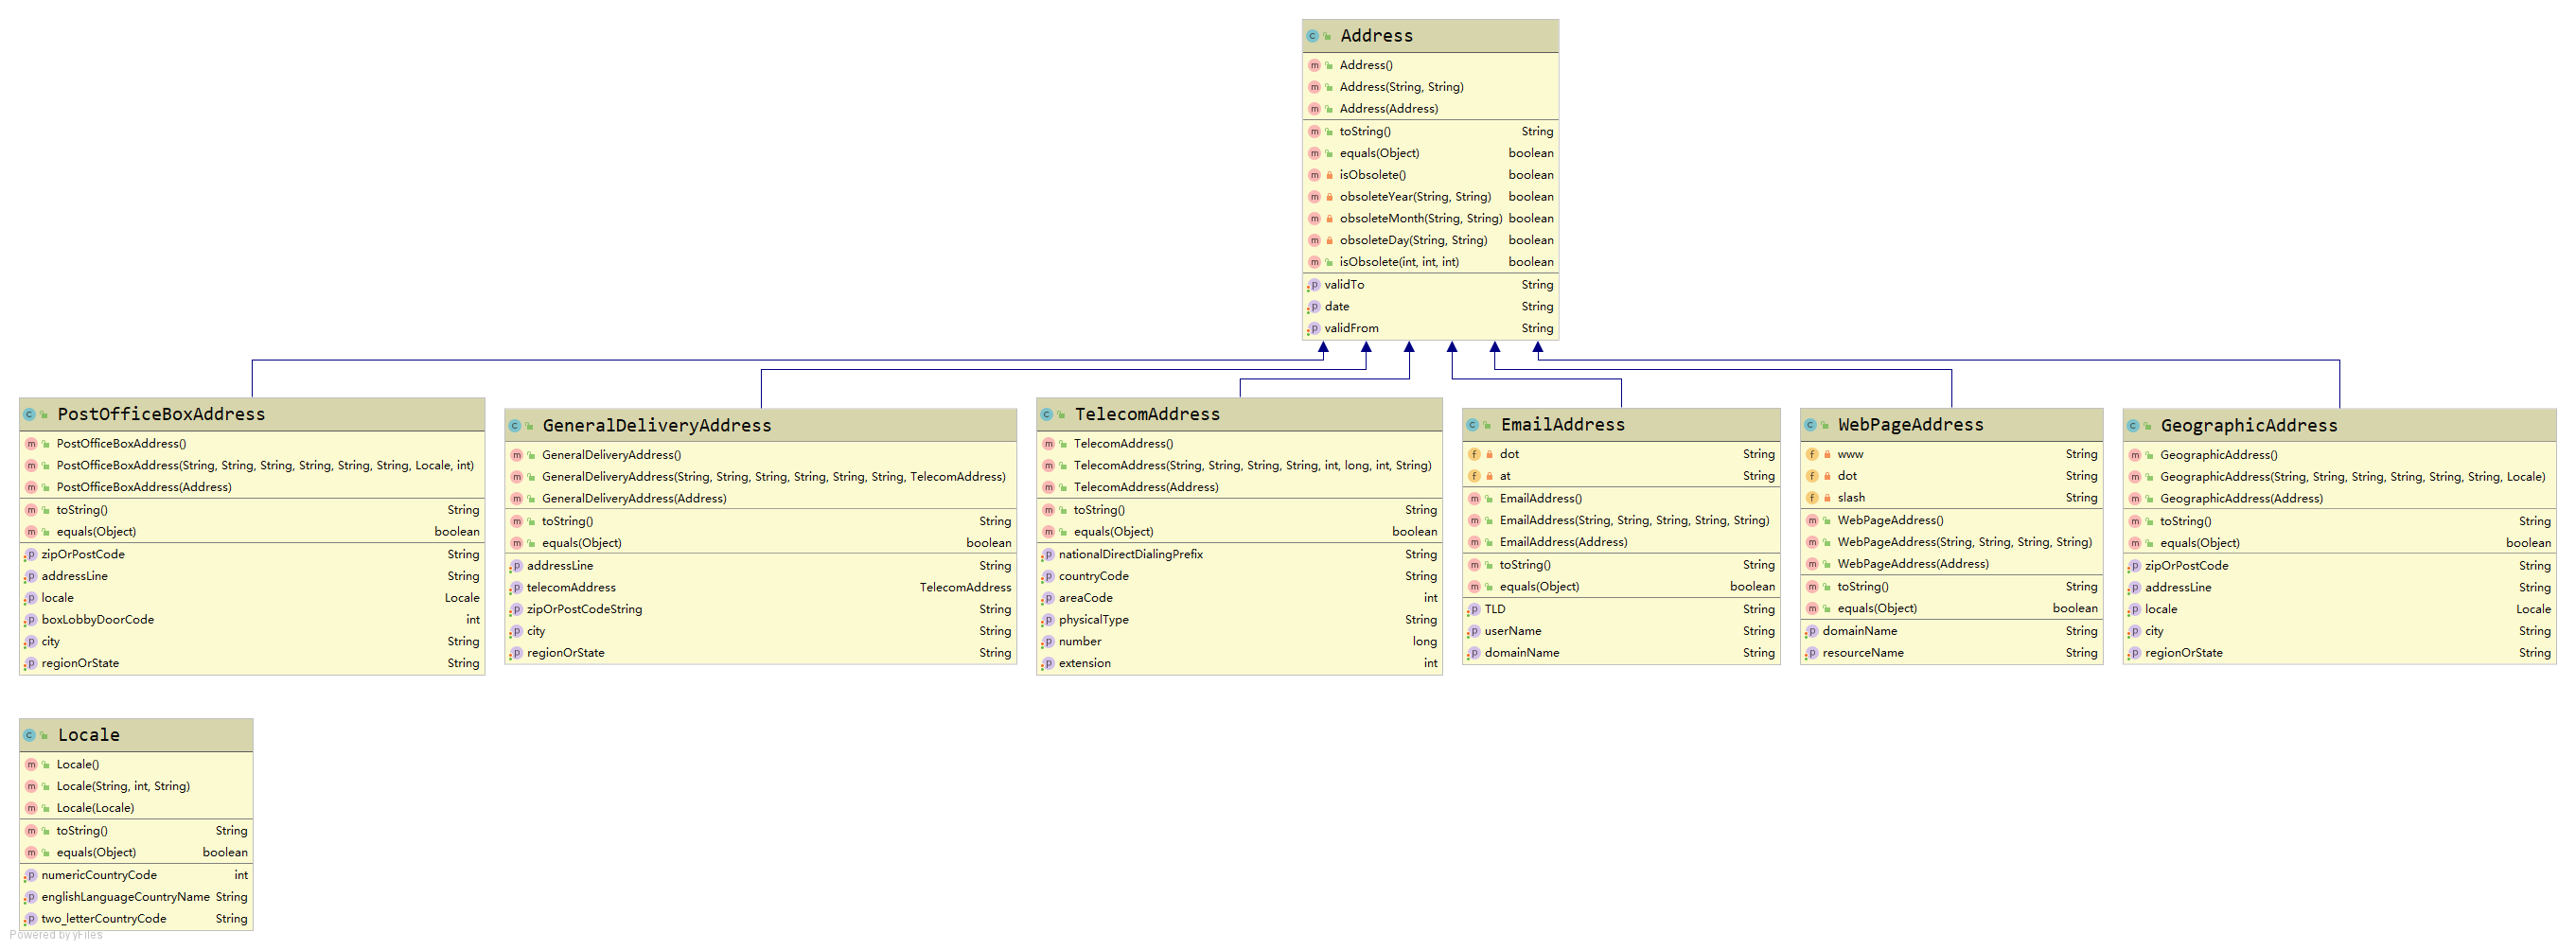 Address
Address()
Address(String, String)
Address(Address)
toString() String
equals(Object) boolean
isObsolete() boolean
obsoleteYear(String, String) boolean
obsoleteMonth(String, String) boolean
obsoleteDay(String, String) boolean
isObsolete(int, int, int) boolean
validTo String
date String
validFrom String
PostOfficeBoxAddress
PostOfficeBoxAddress()
PostOfficeBoxAddress(String, String, String, String, String, String, Locale, int)
PostOfficeBoxAddress(Address)
toString() String
equals(Object) boolean
zipOrPostCode String
addressLine String
locale Locale
boxLobbyDoorCode int
city String
regionOrState String
GeneralDeliveryAddress
GeneralDeliveryAddress()
GeneralDeliveryAddress(String, String, String, String, String, String, TelecomAddress)
GeneralDeliveryAddress(Address)
toString() String
equals(Object) boolean
addressLine String
telecomAddress TelecomAddress
zipOrPostCodeString String
city String
regionOrState String
TelecomAddress
TelecomAddress()
TelecomAddress(String, String, String, String, int, long, int, String)
TelecomAddress(Address)
toString() String
equals(Object) boolean
nationalDirectDialingPrefix String
countryCode String
areaCode int
physicalType String
number long
extension int
EmailAddress
dot String
at String
EmailAddress()
EmailAddress(String, String, String, String, String)
EmailAddress(Address)
toString() String
equals(Object) boolean
TLD String
userName String
domainName String
WebPageAddress
www String
dot String
slash String
WebPageAddress()
WebPageAddress(String, String, String, String)
WebPageAddress(Address)
toString() String
equals(Object) boolean
domainName String
resourceName String
GeographicAddress
GeographicAddress()
GeographicAddress(String, String, String, String, String, String, Locale)
GeographicAddress(Address)
toString() String
equals(Object) boolean
zipOrPostCode String
addressLine String
locale Locale
city String
regionOrState String
Locale
Locale()
Locale(String, int, String)
Locale(Locale)
toString() String
equals(Object) boolean
numericCountryCode int
englishLanguageCountryName String
two_letterCountryCode String
Powered by yFiles